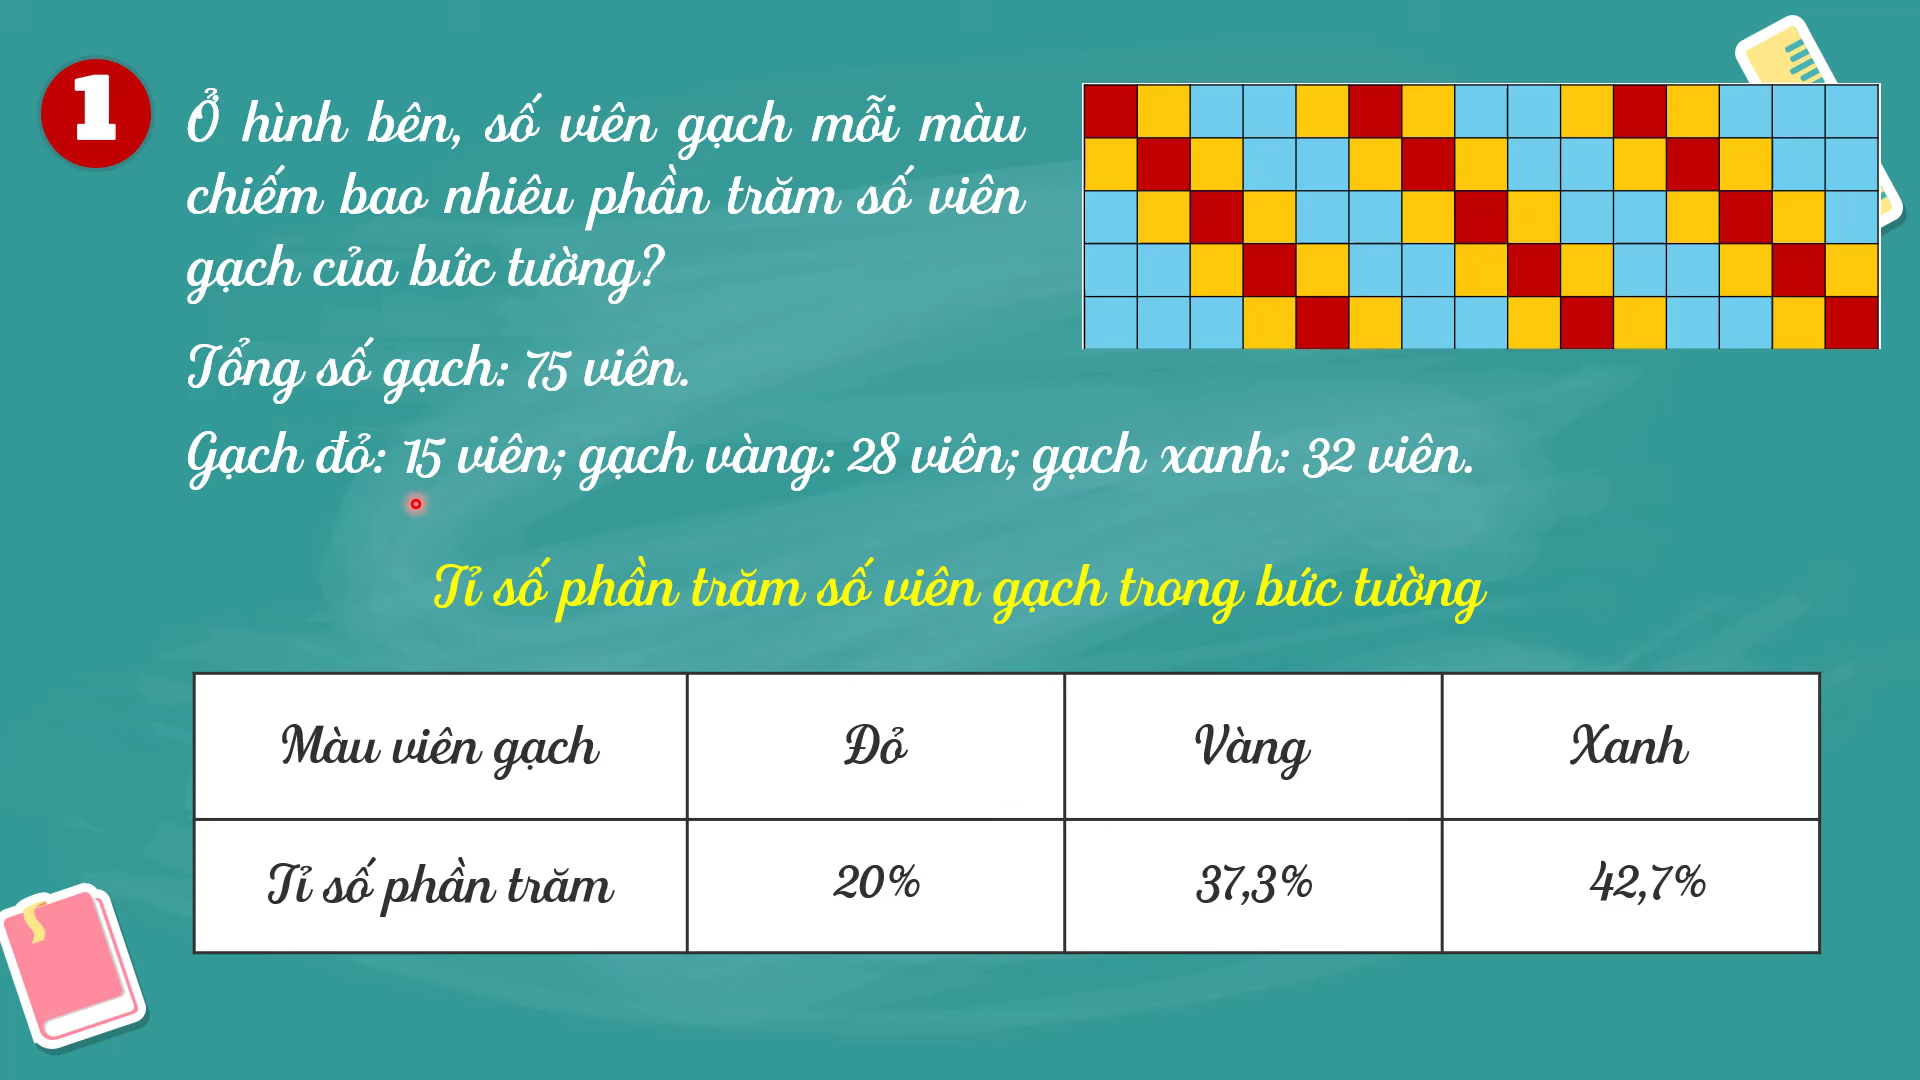 1
Ở hình bên, số viên gạch mỗi màu
chiếm bao nhiêu phần trăm số viên
gạch của bức tường?
Tổng số gạch: 75 viên.
Gạch đỏ: 15 viên; gạch vàng: 28 viên; gạch xanh: 32 viên.
Tỉ số phần trăm số viên gạch trong bức tường
Màu viên gạch Đỏ Vàng Xanh
Tỉ số phần trăm 20% 37,3% 42,7%